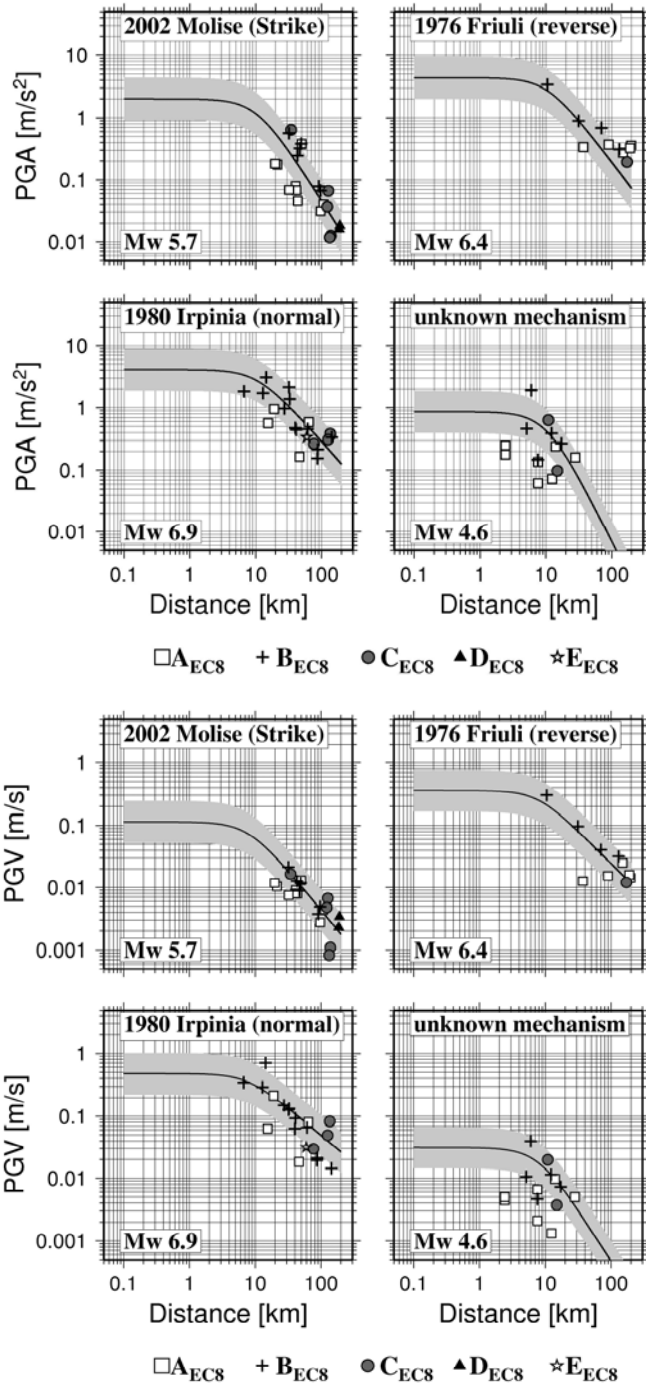 2002 Molise (Strike)
1976 Friuli (reverse)
PGA [m/s²]
10
1
0.1
0.01
Mw 5.7
Mw 6.4
1980 Irpinia (normal)
unknown mechanism
PGA [m/s²]
10
1
0.1
0.01
Mw 6.9
Mw 4.6
0.1 1 10 100
0.1 1 10 100
Distance [km]
Distance [km]
A EC8 B EC8 C EC8 D EC8 E EC8
2002 Molise (Strike)
1976 Friuli (reverse)
PGV [m/s]
1
0.1
0.01
0.001
Mw 5.7
Mw 6.4
1980 Irpinia (normal)
unknown mechanism
PGV [m/s]
1
0.1
0.01
0.001
Mw 6.9
Mw 4.6
0.1 1 10 100
0.1 1 10 100
Distance [km]
Distance [km]
A EC8 B EC8 C EC8 D EC8 E EC8